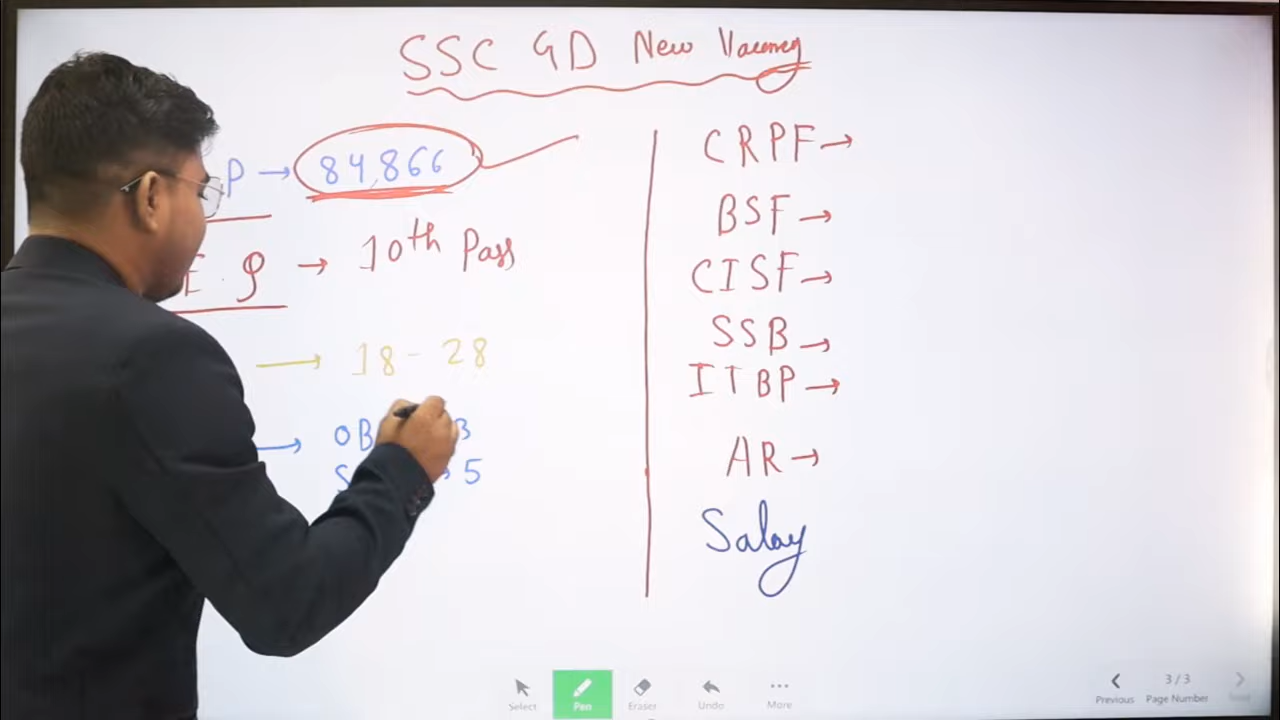 SSC GD New Vacancy
P → 84,866
E. Q → 10th Pass
→ 18 - 28
→ OB 3
S → 5
CRPF →
BSF →
CISF →
SSB →
ITBP →
AR →
Salay
Select
Pen
Eraser
Undo
More
Previous
3/3
Page Number